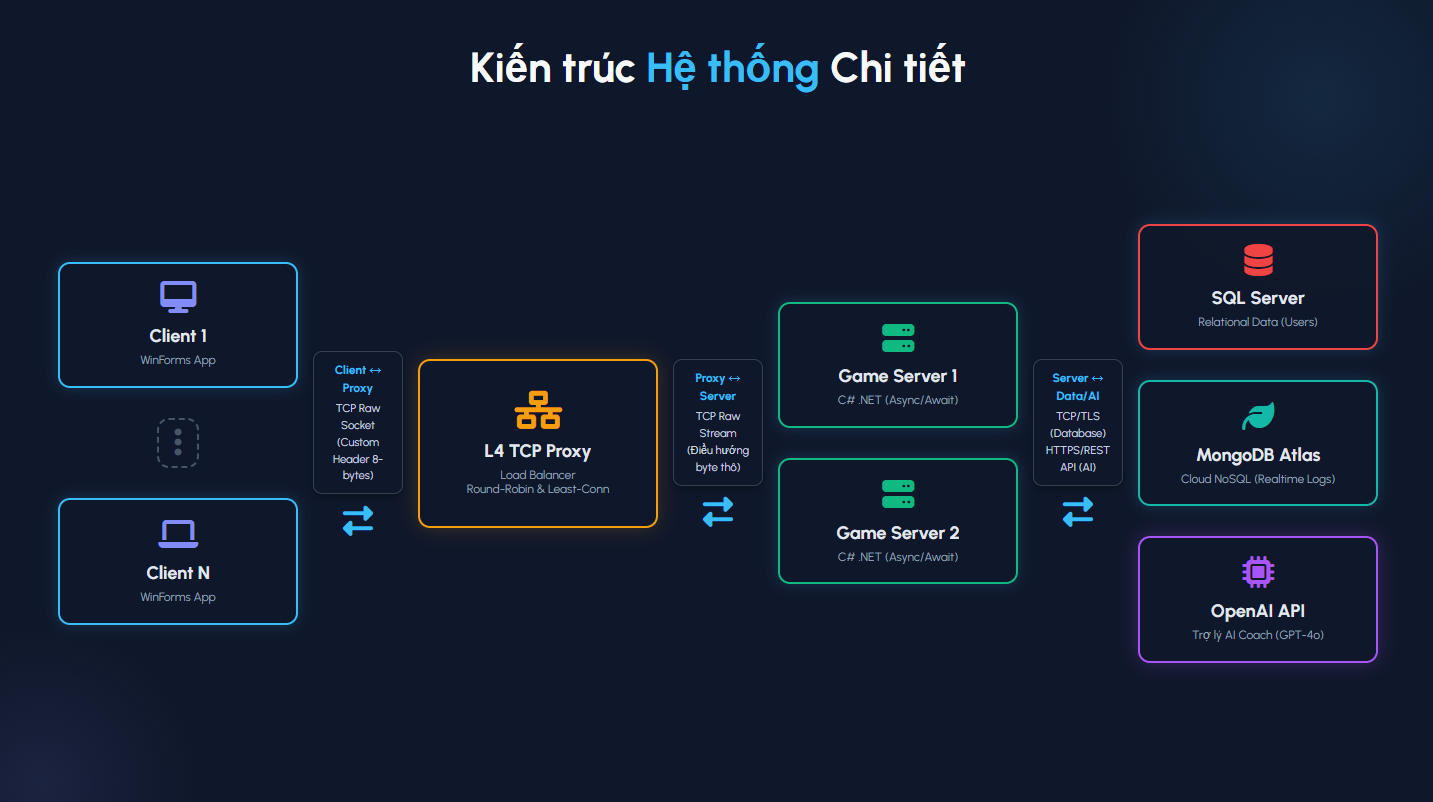 Kiến trúc Hệ thống Chi tiết
Client 1
WinForms App
Client N
WinForms App
Client ↔
Proxy
TCP Raw
Socket
(Custom
Header 8-
bytes)
L4 TCP Proxy
Load Balancer
Round-Robin & Least-Conn
Proxy ↔
Server
TCP Raw
Stream
(Điều hướng
byte thô)
Game Server 1
C# .NET (Async/Await)
Game Server 2
C# .NET (Async/Await)
Server ↔
Data/AI
TCP/TLS
(Database)
HTTPS/REST
API (AI)
SQL Server
Relational Data (Users)
MongoDB Atlas
Cloud NoSQL (Realtime Logs)
OpenAI API
Trợ lý AI Coach (GPT-4o)